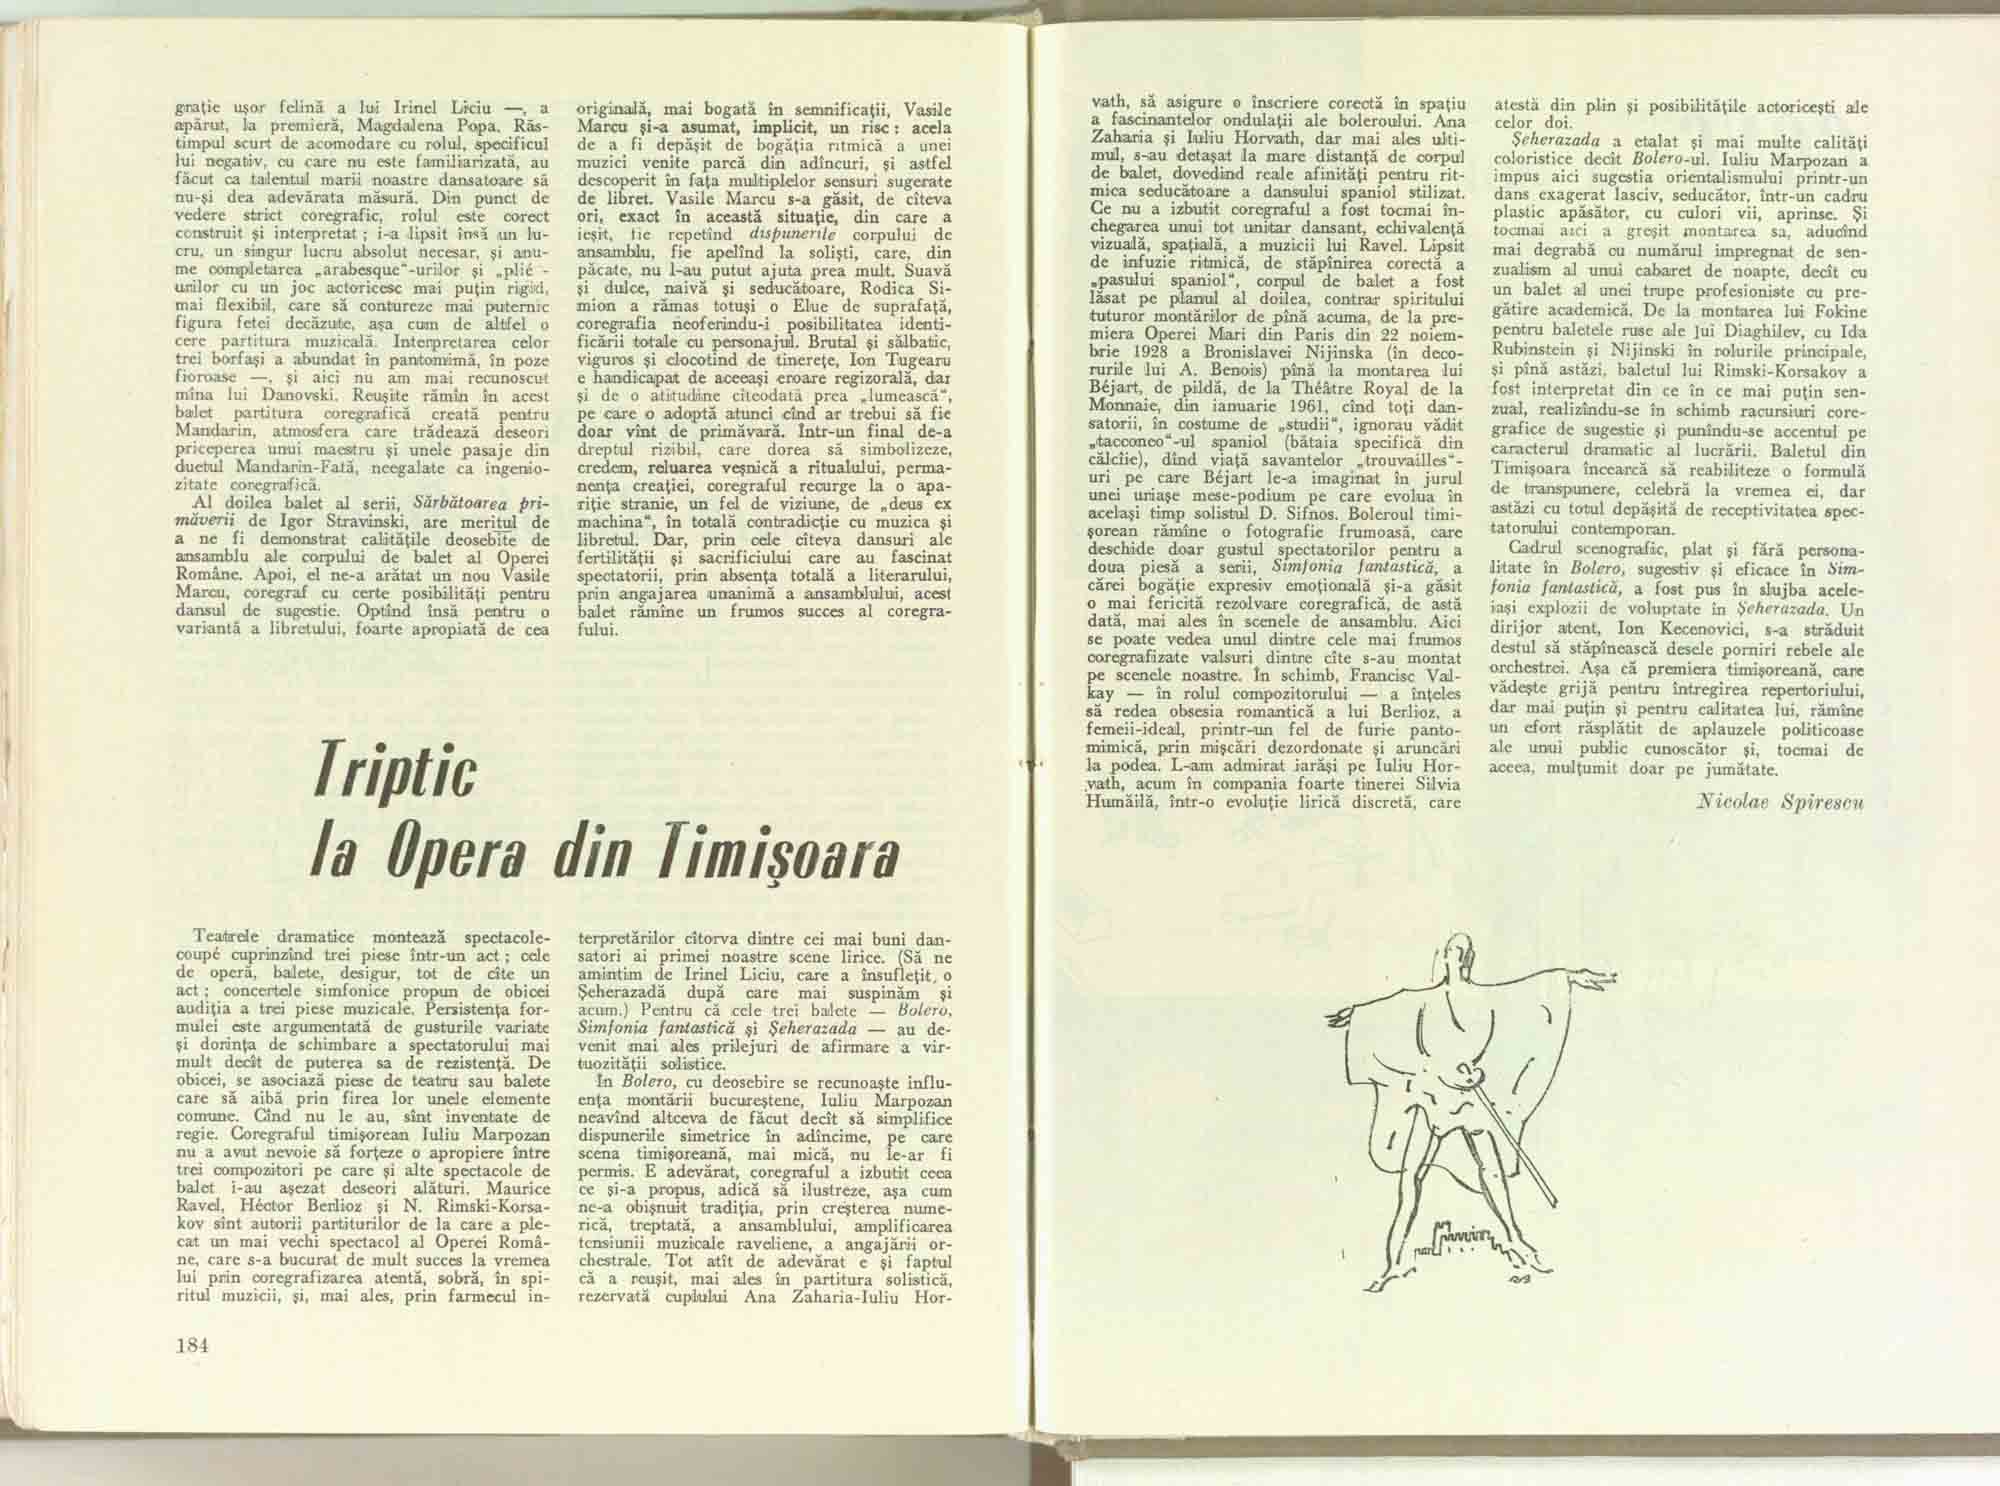 grație ușor felină a lui Irinel Liciu —, a
apărut, la premieră, Magdalena Popa. Răs-
timpul scurt de acomodare cu rolul, specificul
lui negativ, cu care nu este familiarizată, au
făcut ca talentul marii noastre dansatoare să
nu-și dea adevărata măsură. Din punct de
vedere strict coregrafic, rolul este corect
construit și interpretat ; i-a lipsit însă un lu-
cru, un singur lucru absolut necesar, și anu-
me completarea „arabesque“-urilor și „plié -
urilor cu un joc actoricesc mai puțin rigid,
mai flexibil, care să contureze mai puternic
figura fetei decăzute, așa cum de altfel o
cere partitura muzicală. Interpretarea celor
trei borfași a abundat în pantomimă, în poze
fioroase —, și aici nu am mai recunoscut
mîna lui Danovski. Reușite rămîn în acest
balet partitura coregrafică creată pentru
Mandarin, atmosfera care trădează deseori
priceperea unui maestru și unele pasaje din
duetul Mandarin-Fată, neegalate ca ingenio-
zitate coregrafică.
Al doilea balet al serii, Sărbătoarea pri-
măverii de Igor Stravinski, are meritul de
a ne fi demonstrat calitățile deosebite de
ansamblu ale corpului de balet al Operei
Române. Apoi, el ne-a arătat un nou Vasile
Marcu, coregraf cu certe posibilități pentru
dansul de sugestie. Optînd însă pentru o
variantă a libretului, foarte apropiată de cea
originală, mai bogată în semnificații, Vasile
Marcu și-a asumat, implicit, un risc : acela
de a fi depășit de bogăția ritmică a unei
muzici venite parcă din adîncuri, și astfel
descoperit în fața multiplelor sensuri sugerate
de libret. Vasile Marcu s-a găsit, de cîteva
ori, exact în această situație, din care a
ieșit, fie repetînd dispunerile corpului de
ansamblu, fie apelînd la soliști, care, din
păcate, nu l-au putut ajuta prea mult. Suavă
și dulce, naivă și seducătoare, Rodica Si-
mion a rămas totuși o Elue de suprafață,
coregrafia neoferindu-i posibilitatea identi-
ficării totale cu personajul. Brutal și sălbatic,
viguros și clocotind de tinerețe, Ion Tugearu
e handicapat de aceeași eroare regizorală, dar
și de o atitudine cîteodată prea „lumească“,
pe care o adoptă atunci cînd ar trebui să fie
doar vînt de primăvară. Într-un final de-a
dreptul rizibil, care dorea să simbolizeze,
credem, reluarea veșnică a ritualului, perma-
nența creației, coregraful recurge la o apa-
riție stranie, un fel de viziune, de „deus ex
machina“, în totală contradicție cu muzica și
libretul. Dar, prin cele cîteva dansuri ale
fertilității și sacrificiului care au fascinat
spectatorii, prin absența totală a literarului,
prin angajarea unanimă a ansamblului, acest
balet rămîne un frumos succes al coregra-
fului.
Triptic
la Opera din Timișoara
Teatrele dramatice montează spectacole-
coupé cuprinzînd trei piese într-un act ; cele
de operă, balete, desigur, tot de cîte un
act ; concertele simfonice propun de obicei
audiția a trei piese muzicale. Persistența for-
mulei este argumentată de gusturile variate
și dorința de schimbare a spectatorului mai
mult decît de puterea sa de rezistență. De
obicei, se asociază piese de teatru sau balete
care să aibă prin firea lor unele elemente
comune. Cînd nu le au, sînt inventate de
regie. Coregraful timișorean Iuliu Marpozan
nu a avut nevoie să forțeze o apropiere între
trei compozitori pe care și alte spectacole de
balet i-au așezat deseori alături. Maurice
Ravel, Héctor Berlioz și N. Rimski-Korsa-
kov sînt autorii partiturilor de la care a ple-
cat un mai vechi spectacol al Operei Româ-
ne, care s-a bucurat de mult succes la vremea
lui prin coregrafizarea atentă, sobră, în spi-
ritul muzicii, și, mai ales, prin farmecul in-
terpretărilor cîtorva dintre cei mai buni dan-
satori ai primei noastre scene lirice. (Să ne
amintim de Irinel Liciu, care a însuflețit o
Șeherazadă după care mai suspinăm și
acum.) Pentru că cele trei balete — Bolero,
Simfonia fantastică și Șeherazada — au de-
venit mai ales prilejuri de afirmare a vir-
tuozității solistice.
În Bolero, cu deosebire se recunoaște influ-
ența montării bucureștene, Iuliu Marpozan
neavînd altceva de făcut decît să simplifice
dispunerile simetrice în adîncime, pe care
scena timișoreană, mai mică, nu le-ar fi
permis. E adevărat, coregraful a izbutit ceea
ce și-a propus, adică să ilustreze, așa cum
ne-a obișnuit tradiția, prin creșterea nume-
rică, treptată, a ansamblului, amplificarea
tensiunii muzicale raveliene, a angajării or-
chestrale. Tot atît de adevărat e și faptul
că a reușit, mai ales în partitura solistică,
rezervată cuplului Ana Zaharia-Iuliu Hor-
184
vath, să asigure o înscriere corectă în spațiu
a fascinantelor ondulații ale boleroului. Ana
Zaharia și Iuliu Horvath, dar mai ales ulti-
mul, s-au detașat la mare distanță de corpul
de balet, dovedind reale afinități pentru rit-
mica seducătoare a dansului spaniol stilizat.
Ce nu a izbutit coregraful a fost tocmai în-
chegarea unui tot unitar dansant, echivalență
vizuală, spațială, a muzicii lui Ravel. Lipsit
de infuzie ritmică, de stăpînirea corectă a
„pasului spaniol“, corpul de balet a fost
lăsat pe planul al doilea, contrar spiritului
tuturor montărilor de pînă acuma, de la pre-
miera Operei Mari din Paris din 22 noiem-
brie 1928 a Bronislavei Nijinska (în deco-
rurile lui A. Benois) pînă la montarea lui
Béjart, de pildă, de la Théâtre Royal de la
Monnaie, din ianuarie 1961, cînd toți dan-
satorii, în costume de „studii“, ignorau vădit
„tacconeo“-ul spaniol (bătaia specifică din
călcîie), dînd viață savantelor „trouvailles“-
uri pe care Béjart le-a imaginat în jurul
unei uriașe mese-podium pe care evolua în
același timp solistul D. Sifnos. Boleroul timi-
șorean rămîne o fotografie frumoasă, care
deschide doar gustul spectatorilor pentru a
doua piesă a serii, Simfonia fantastică, a
cărei bogăție expresiv emoțională și-a găsit
o mai fericită rezolvare coregrafică, de astă
dată, mai ales în scenele de ansamblu. Aici
se poate vedea unul dintre cele mai frumos
coregrafizate valsuri dintre cîte s-au montat
pe scenele noastre. În schimb, Francisc Val-
kay — în rolul compozitorului — a înțeles
să redea obsesia romantică a lui Berlioz, a
femeii-ideal, printr-un fel de furie panto-
mimică, prin mișcări dezordonate și aruncări
la podea. L-am admirat iarăși pe Iuliu Hor-
vath, acum în compania foarte tinerei Silvia
Humăilă, într-o evoluție lirică discretă, care
atestă din plin și posibilitățile actoricești ale
celor doi.
Șeherazada a etalat și mai multe calități
coloristice decît Bolero-ul. Iuliu Marpozan a
impus aici sugestia orientalismului printr-un
dans exagerat lasciv, seducător, într-un cadru
plastic apăsător, cu culori vii, aprinse. Și
tocmai aici a greșit montarea sa, aducînd
mai degrabă cu numărul impregnat de sen-
zualism al unui cabaret de noapte, decît cu
un balet al unei trupe profesioniste cu pre-
gătire academică. De la montarea lui Fokine
pentru baletele ruse ale lui Diaghilev, cu Ida
Rubinstein și Nijinski în rolurile principale,
și pînă astăzi, baletul lui Rimski-Korsakov a
fost interpretat din ce în ce mai puțin sen-
zual, realizîndu-se în schimb racursiuri core-
grafice de sugestie și punîndu-se accentul pe
caracterul dramatic al lucrării. Baletul din
Timișoara încearcă să reabiliteze o formulă
de transpunere, celebră la vremea ei, dar
astăzi cu totul depășită de receptivitatea spec-
tatorului contemporan.
Cadrul scenografic, plat și fără persona-
litate în Bolero, sugestiv și eficace în Sim-
fonia fantastică, a fost pus în slujba acele-
iași explozii de voluptate în Șeherazada. Un
dirijor atent, Ion Kecenovici, s-a străduit
destul să stăpînească desele porniri rebele ale
orchestrei. Așa că premiera timișoreană, care
vădește grijă pentru întregirea repertoriului,
dar mai puțin și pentru calitatea lui, rămîne
un efort răsplătit de aplauzele politicoase
ale unui public cunoscător și, tocmai de
aceea, mulțumit doar pe jumătate.
Nicolae Spirescu